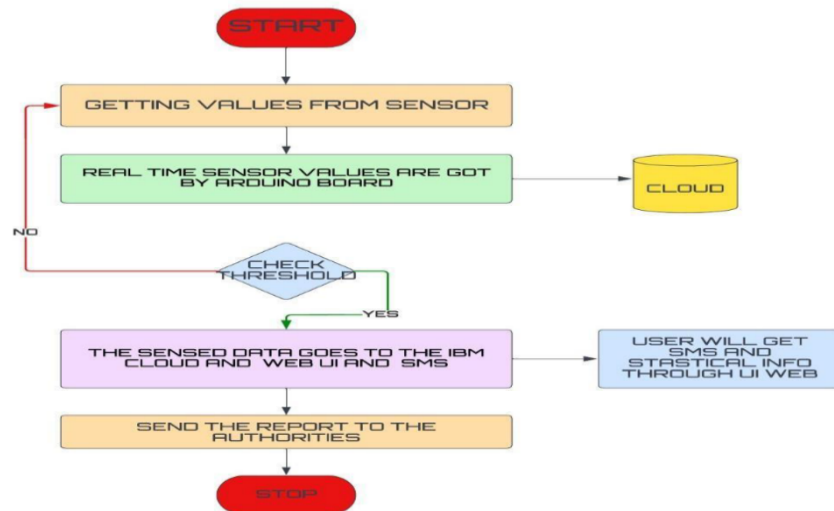 START
GETTING VALUES FROM SENSOR
REAL TIME SENSOR VALUES ARE GOT
BY ARDUINO BOARD
CLOUD
NO
CHECK
THRESHOLD
YES
THE SENSED DATA GOES TO THE IBM
CLOUD AND WEB UI AND SMS
USER WILL GET
SMS AND
STASTICAL INFO
THROUGH UI WEB
SEND THE REPORT TO THE
AUTHORITIES
STOP